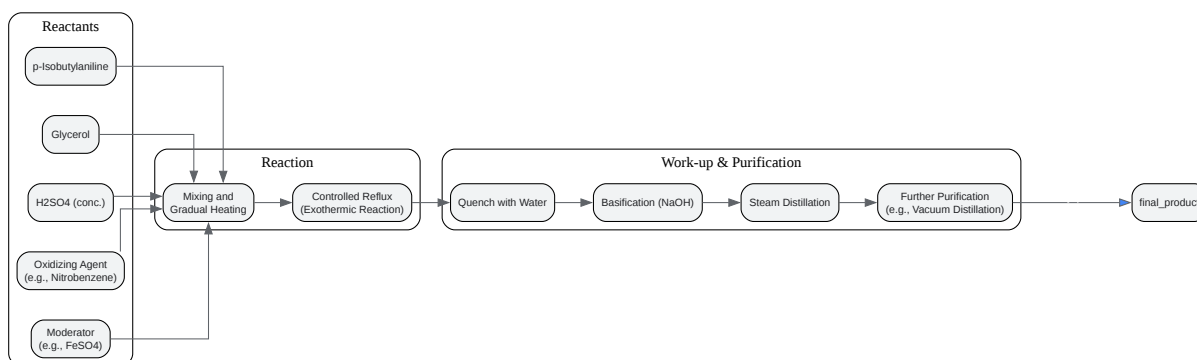 Reactants
p-Isobutylaniline
Glycerol
H2SO4 (conc.)
Oxidizing Agent
(e.g., Nitrobenzene)
Moderator
(e.g., FeSO4)
Reaction
Mixing and
Gradual Heating
Controlled Reflux
(Exothermic Reaction)
Work-up & Purification
Quench with Water
Basification (NaOH)
Steam Distillation
Further Purification
(e.g., Vacuum Distillation)
final_product